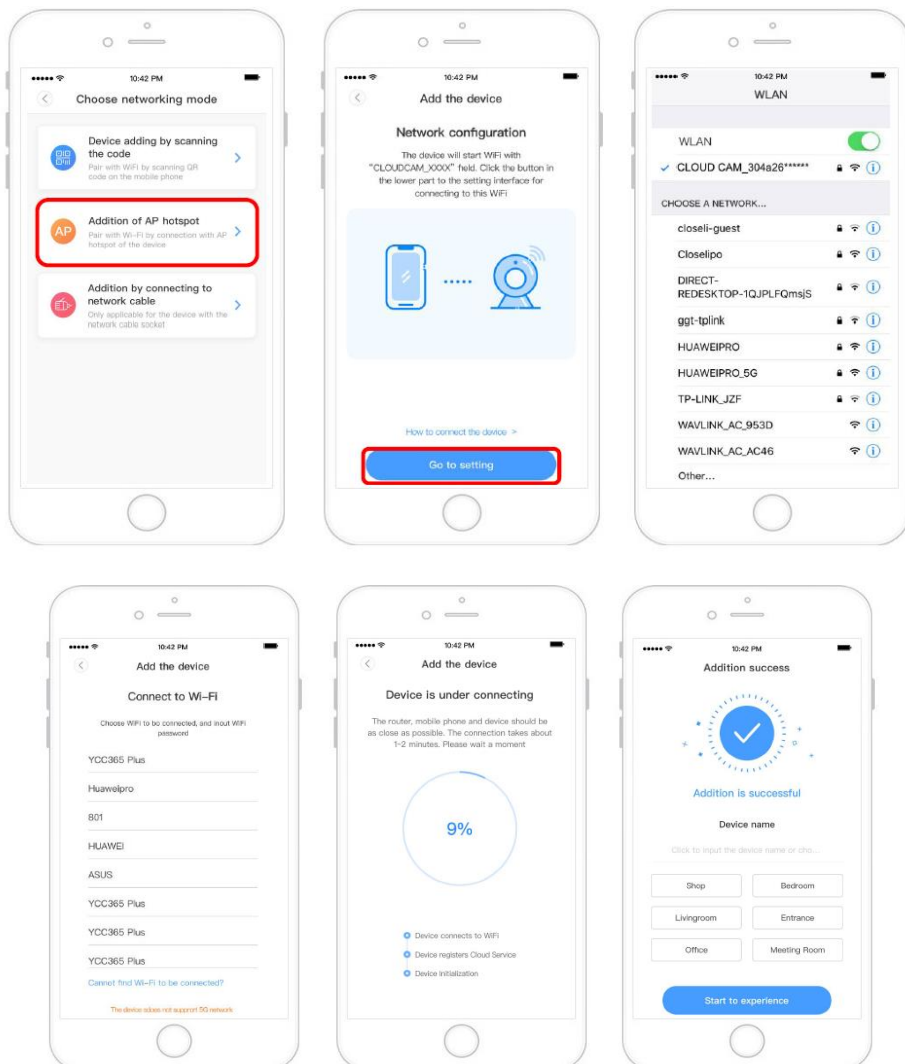 10:42 PM
Choose networking mode
Device adding by scanning
the code
Pair with WiFi by scanning QR
code on the mobile phone
AP
Addition of AP hotspot
Pair with Wi-Fi by connection with AP
hotspot of the device
Addition by connecting to
network cable
Only applicable for the device with the
network cable socket
10:42 PM
Add the device
Network configuration
The device will start WiFi with
"CLOUDCAM_XXXX" field. Click the button in
the lower part to the setting interface for
connecting to this WiFi
How to connect the device >
Go to setting
10:42 PM
WLAN
WLAN
CLOUD CAM_304a26******
CHOOSE A NETWORK...
closeli-guest
Closelipo
DIRECT-
REDESKTOP-1QJPLFQmsjS
ggt-tplink
HUAWEIPRO
HUAWEIPRO_5G
TP-LINK_JZF
WAVLINK_AC_953D
WAVLINK_AC_AC46
Other...
10:42 PM
Add the device
Connect to Wi-Fi
Choose WiFi to be connected, and inout WiFi
password
YCC365 Plus
Huaweipro
801
HUAWEI
ASUS
YCC365 Plus
YCC365 Plus
YCC365 Plus
Cannot find Wi-Fi to be connected?
The device does not support 5G network
10:42 PM
Add the device
Device is under connecting
The router, mobile phone and device should be
as close as possible. The connection takes about
1-2 minutes. Please wait a moment
9%
Device connects to WiFi
Device registers Cloud Service
Device initialization
10:42 PM
Addition success
Addition is successful
Device name
Click to input the device name or cho...
Shop
Bedroom
Livingroom
Entrance
Office
Meeting Room
Start to experience